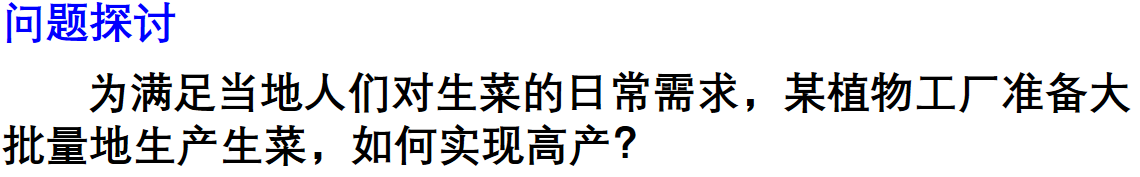 问题探讨
为满足当地人们对生菜的日常需求，某植物工厂准备大
批量地生产生菜，如何实现高产？